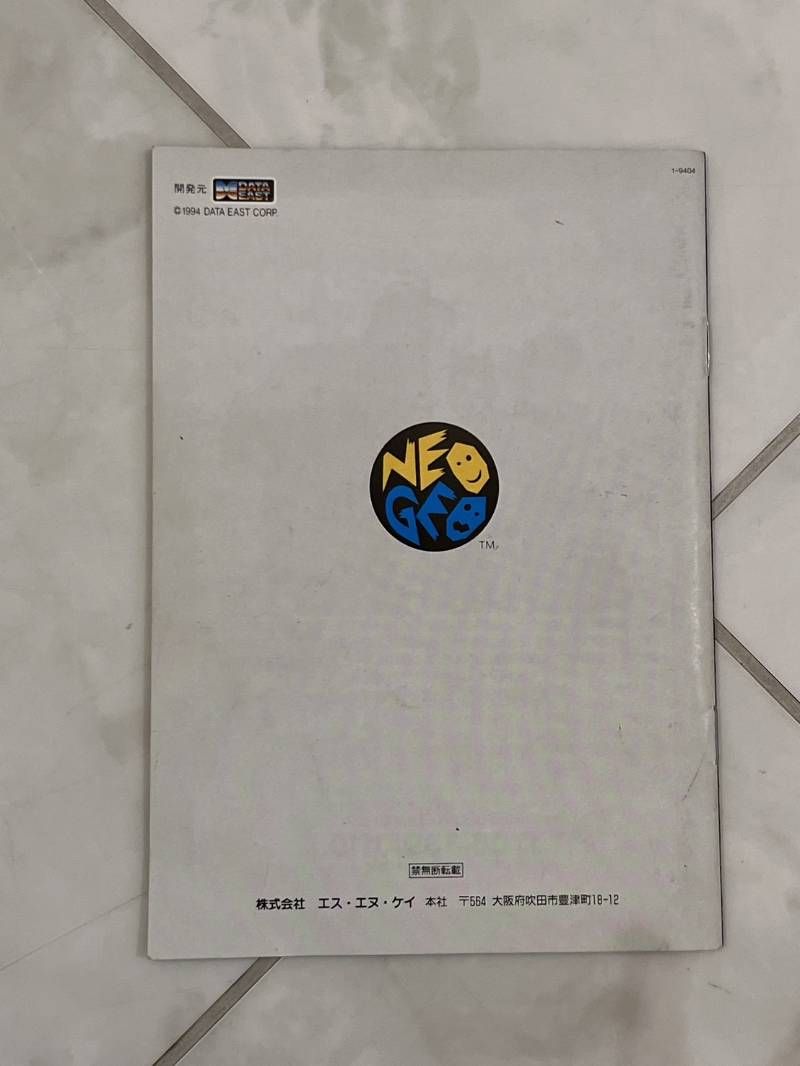 1-9404
開発元 DATA EAST
©1994 DATA EAST CORP.
NEO
GEO
TM
禁無断転載
株式会社 エス・エヌ・ケイ 本社 〒564 大阪府吹田市豊津町18-12